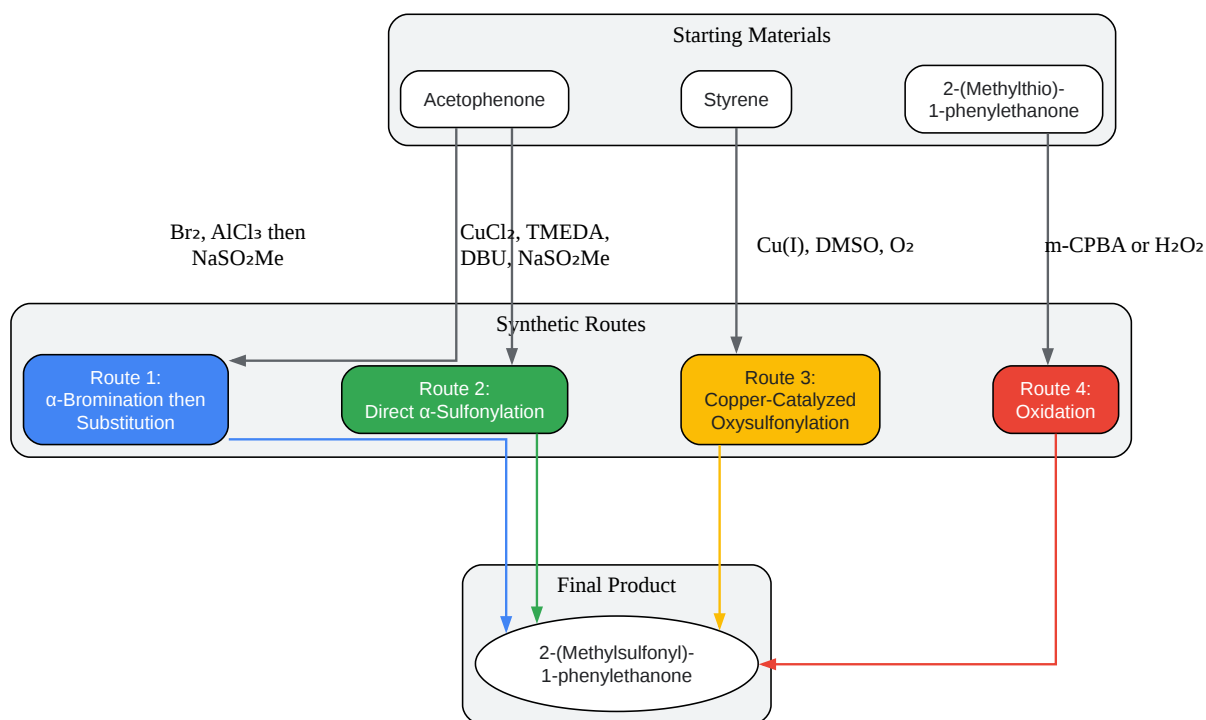 Starting Materials
Acetophenone
Styrene
2-(Methylthio)-
1-phenylethanone
Br₂, AlCl₃ then
NaSO₂Me
CuCl₂, TMEDA,
DBU, NaSO₂Me
Cu(I), DMSO, O₂
m-CPBA or H₂O₂
Synthetic Routes
Route 1:
α-Bromination then
Substitution
Route 2:
Direct α-Sulfonylation
Route 3:
Copper-Catalyzed
Oxysulfonylation
Route 4:
Oxidation
Final Product
2-(Methylsulfonyl)-
1-phenylethanone